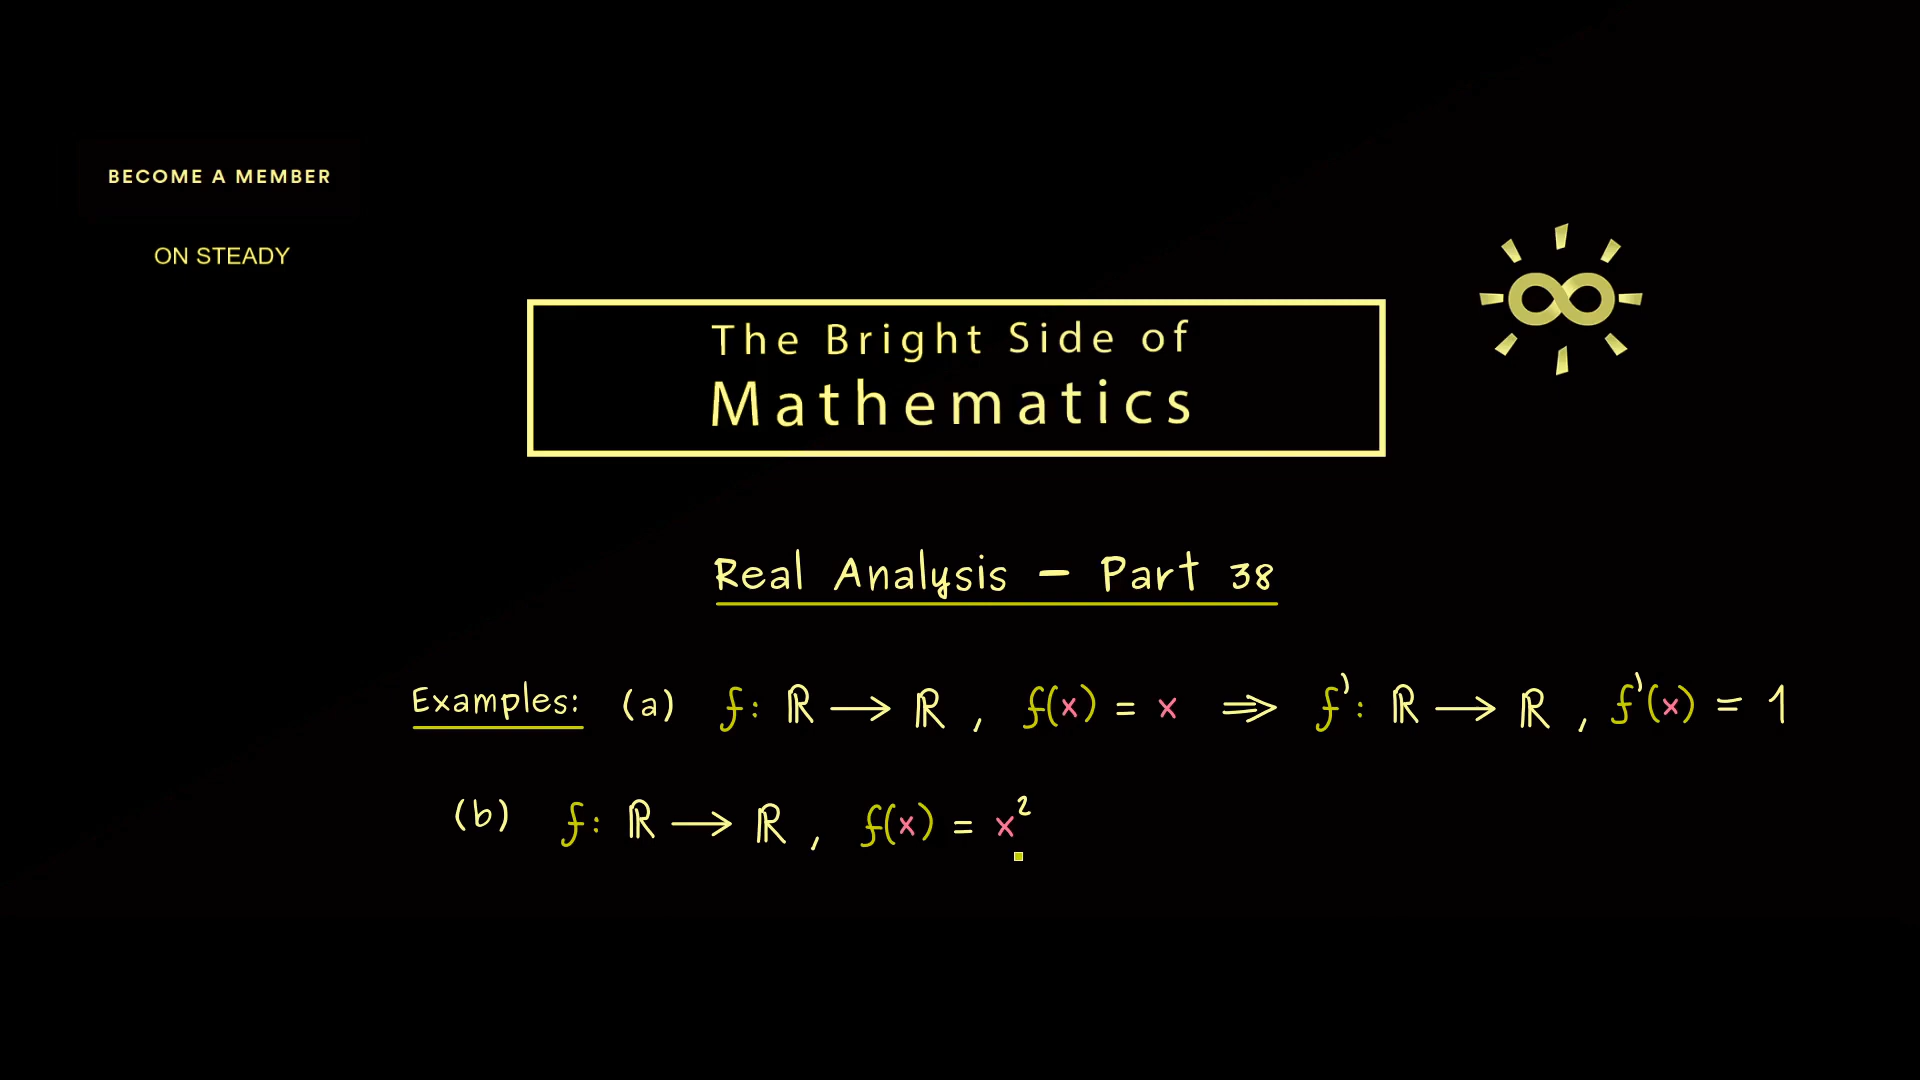 BECOME A MEMBER
ON STEADY
The Bright Side of
Mathematics
Real Analysis – Part 38
Examples: (a) f: ℝ ⟶ ℝ , f(x) = x ⟹ f': ℝ ⟶ ℝ , f'(x) = 1
(b) f: ℝ ⟶ ℝ , f(x) = x²